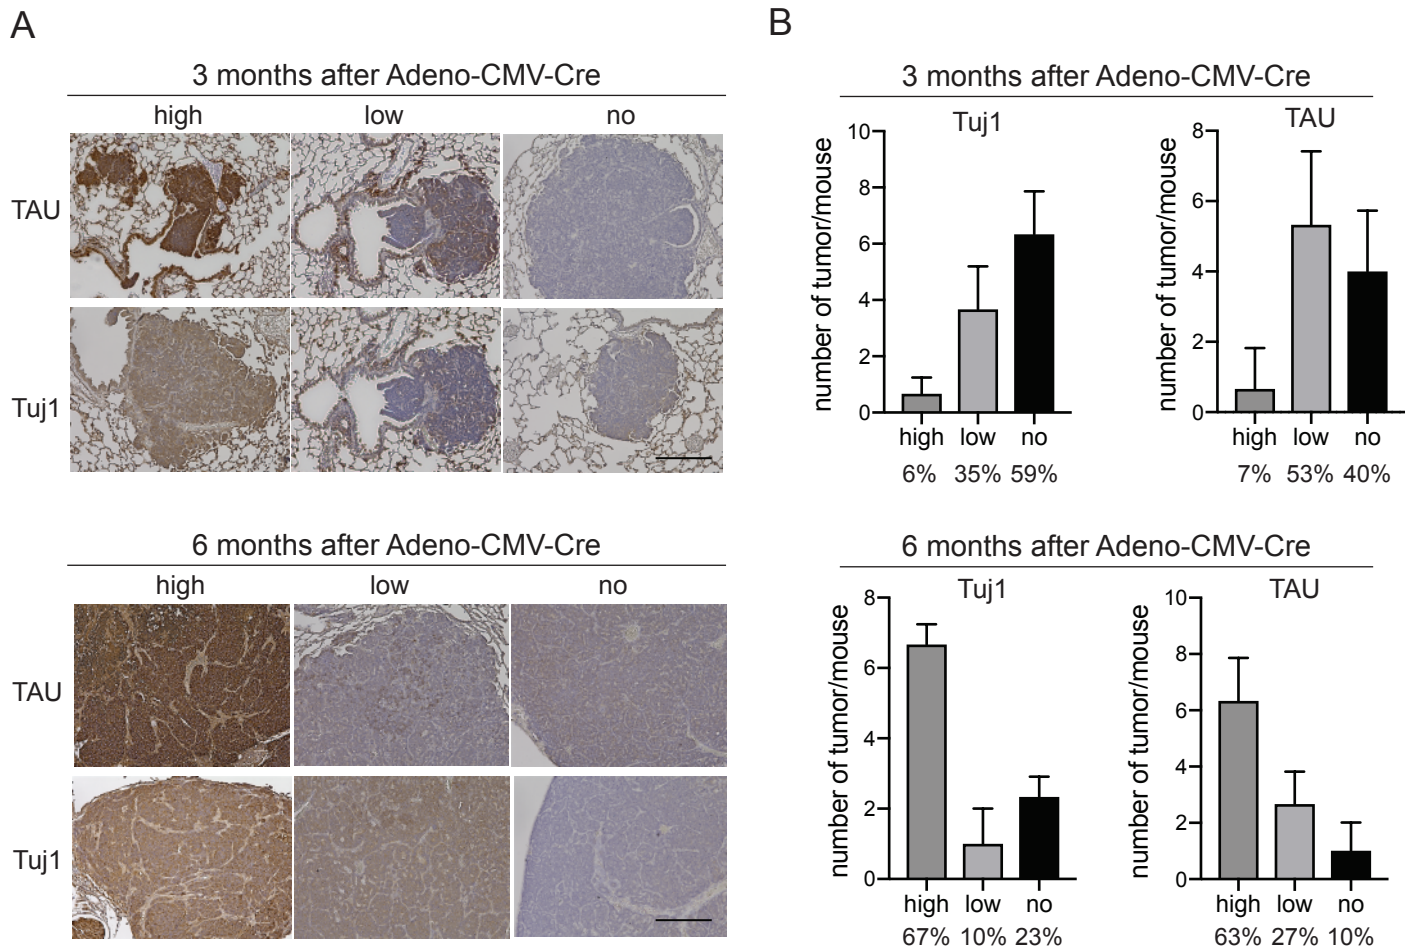 A
3 months after Adeno-CMV-Cre
high low no
TAU
Tuj1
6 months after Adeno-CMV-Cre
high low no
TAU
Tuj1
B
3 months after Adeno-CMV-Cre
Tuj1
number of tumor/mouse
10
8
6
4
2
0
high low no
6% 35% 59%
TAU
number of tumor/mouse
8
6
4
2
0
high low no
7% 53% 40%
6 months after Adeno-CMV-Cre
Tuj1
number of tumor/mouse
8
6
4
2
0
high low no
67% 10% 23%
TAU
number of tumor/mouse
10
8
6
4
2
0
high low no
63% 27% 10%